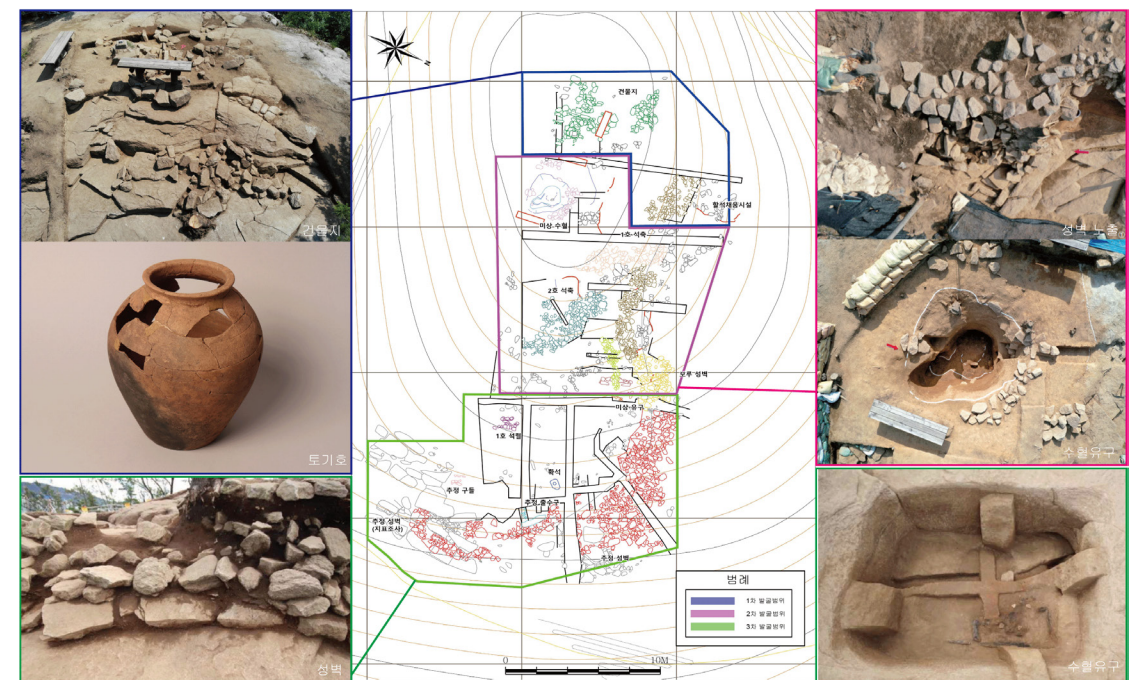 건물지
토기호
성벽
N
건물지
할석채움시설
미상.수혈
1호-석축
2호 석축
보루 성벽
미상-유구
1호 석렬
확석
추정 구들
추정 출수구
추정 성벽
(지표조사)
추정 성벽
범례
1차 발굴범위
2차 발굴범위
3차 발굴범위
0
10M
성벽 노출
수혈유구
수혈유구